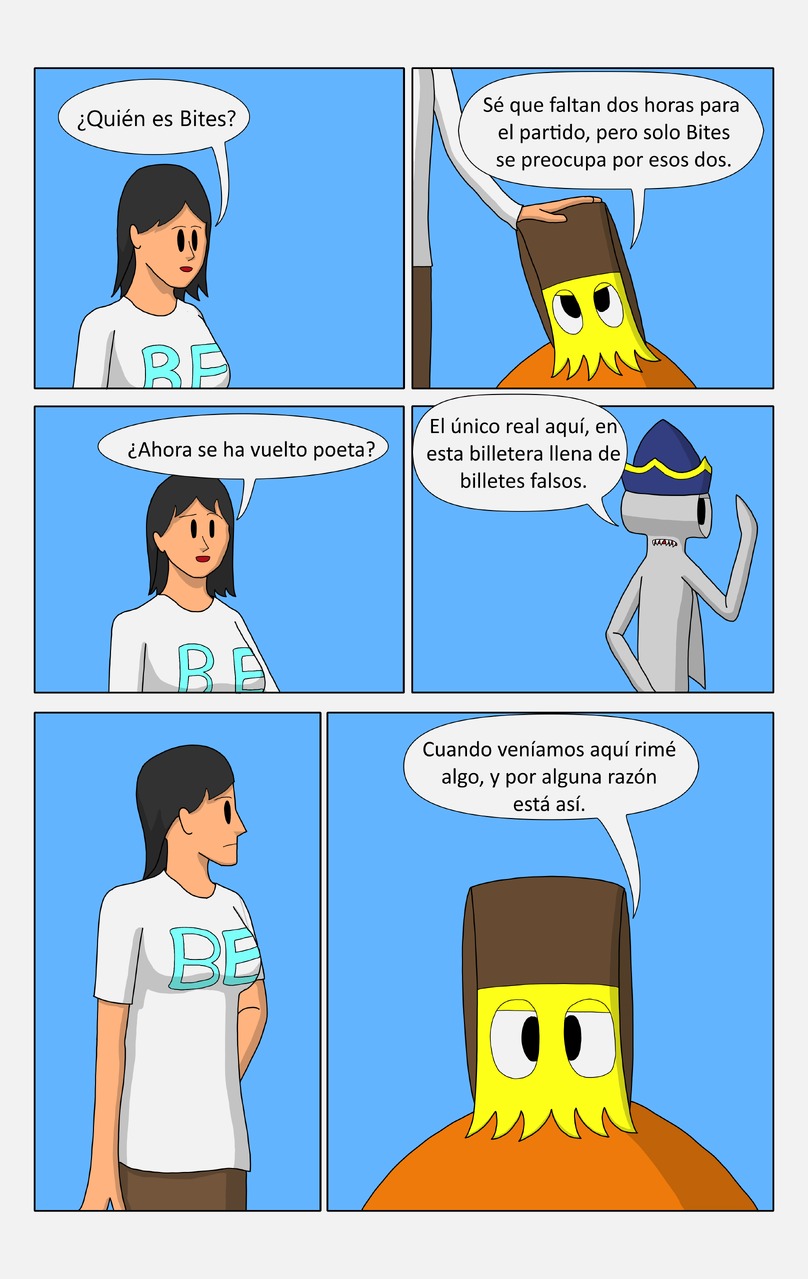 ¿Quién es Bites?
BE
Sé que faltan dos horas para
el partido, pero solo Bites
se preocupa por esos dos.
¿Ahora se ha vuelto poeta?
BE
El único real aquí, en
esta billetera llena de
billetes falsos.
BE
Cuando veníamos aquí rimé
algo, y por alguna razón
está así.